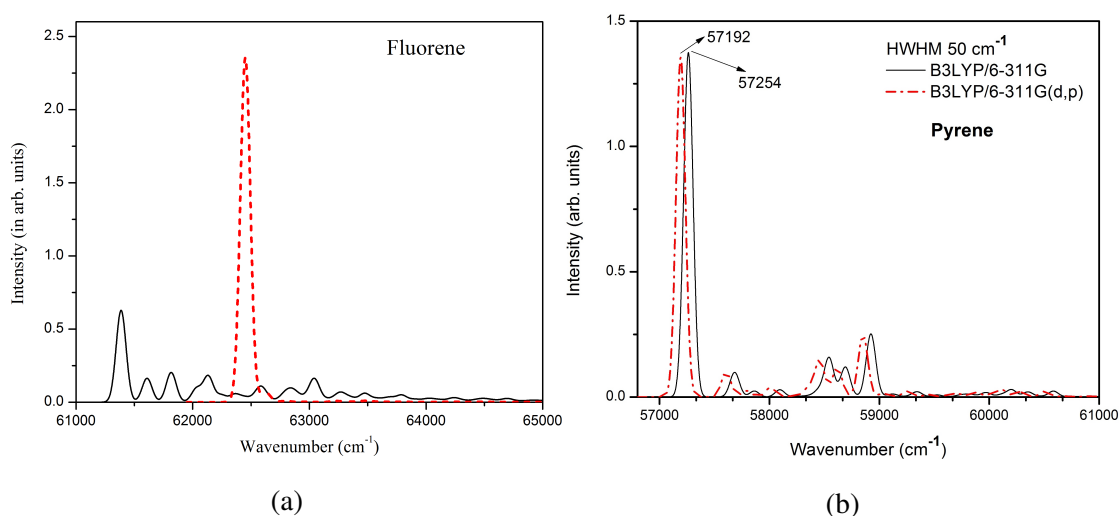 Fluorene
Intensity (in arb. units)
2.5
2.0
1.5
1.0
0.5
0.0
61000 62000 63000 64000 65000
Wavenumber (cm-1)
(a)
57192
57254
HWHM 50 cm-1
B3LYP/6-311G
B3LYP/6-311G(d,p)
Pyrene
Intensity (arb. units)
1.5
1.0
0.5
0.0
57000 58000 59000 60000 61000
Wavenumber (cm-1)
(b)